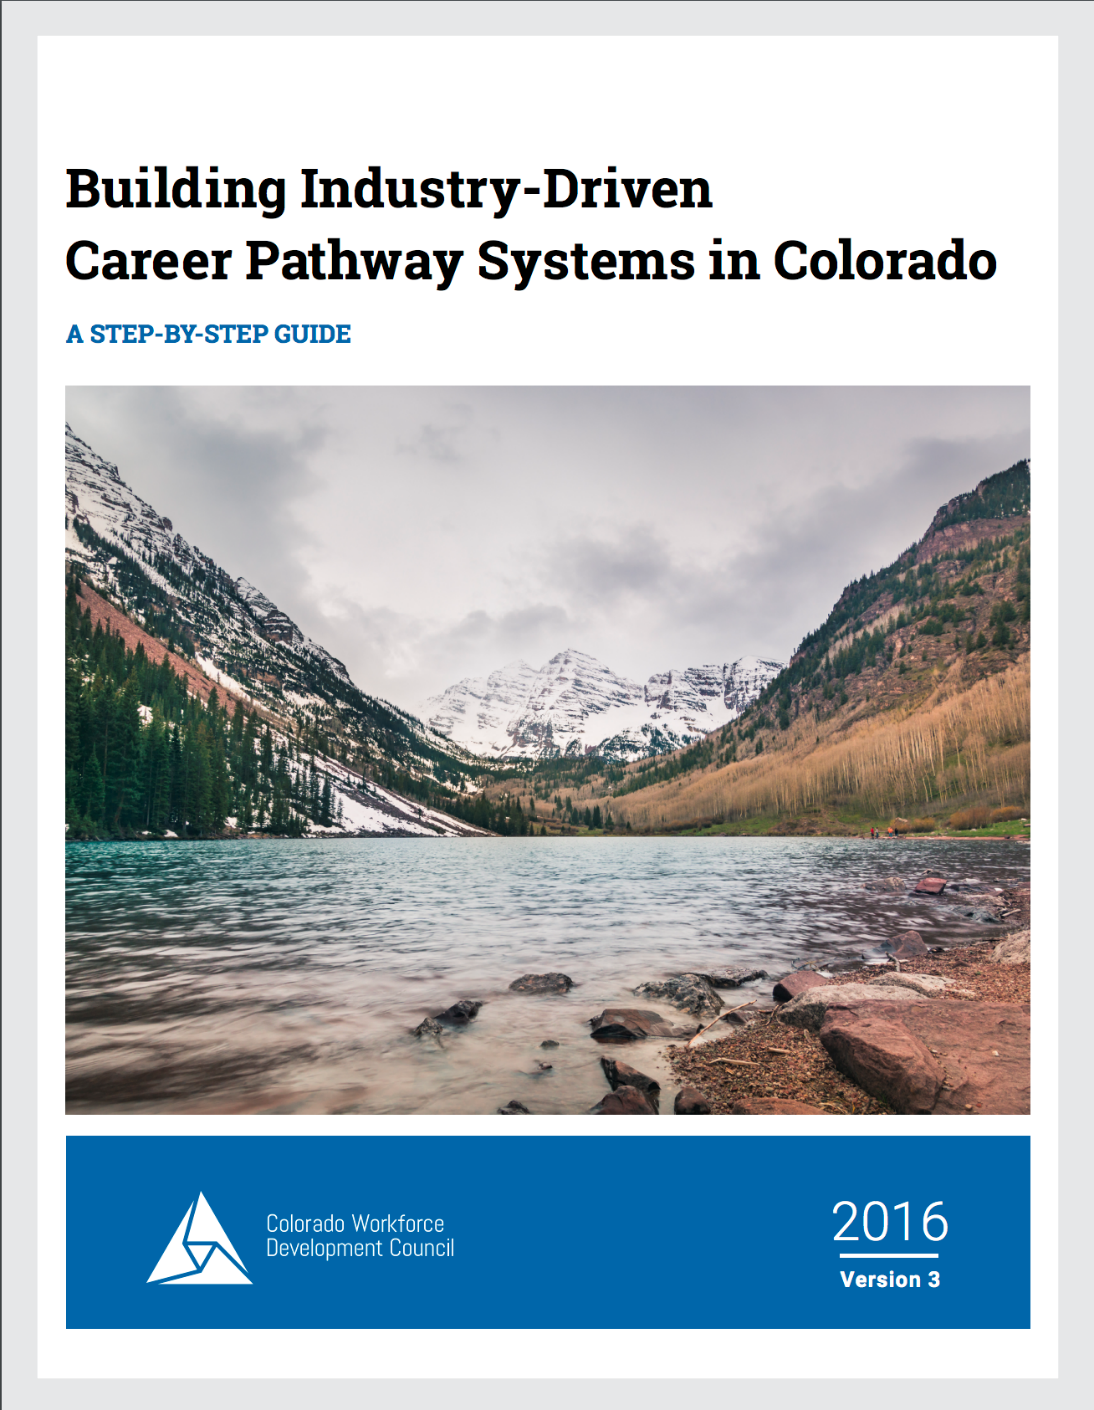 Building Industry-Driven
Career Pathway Systems in Colorado
A STEP-BY-STEP GUIDE
Colorado Workforce
Development Council
2016
Version 3